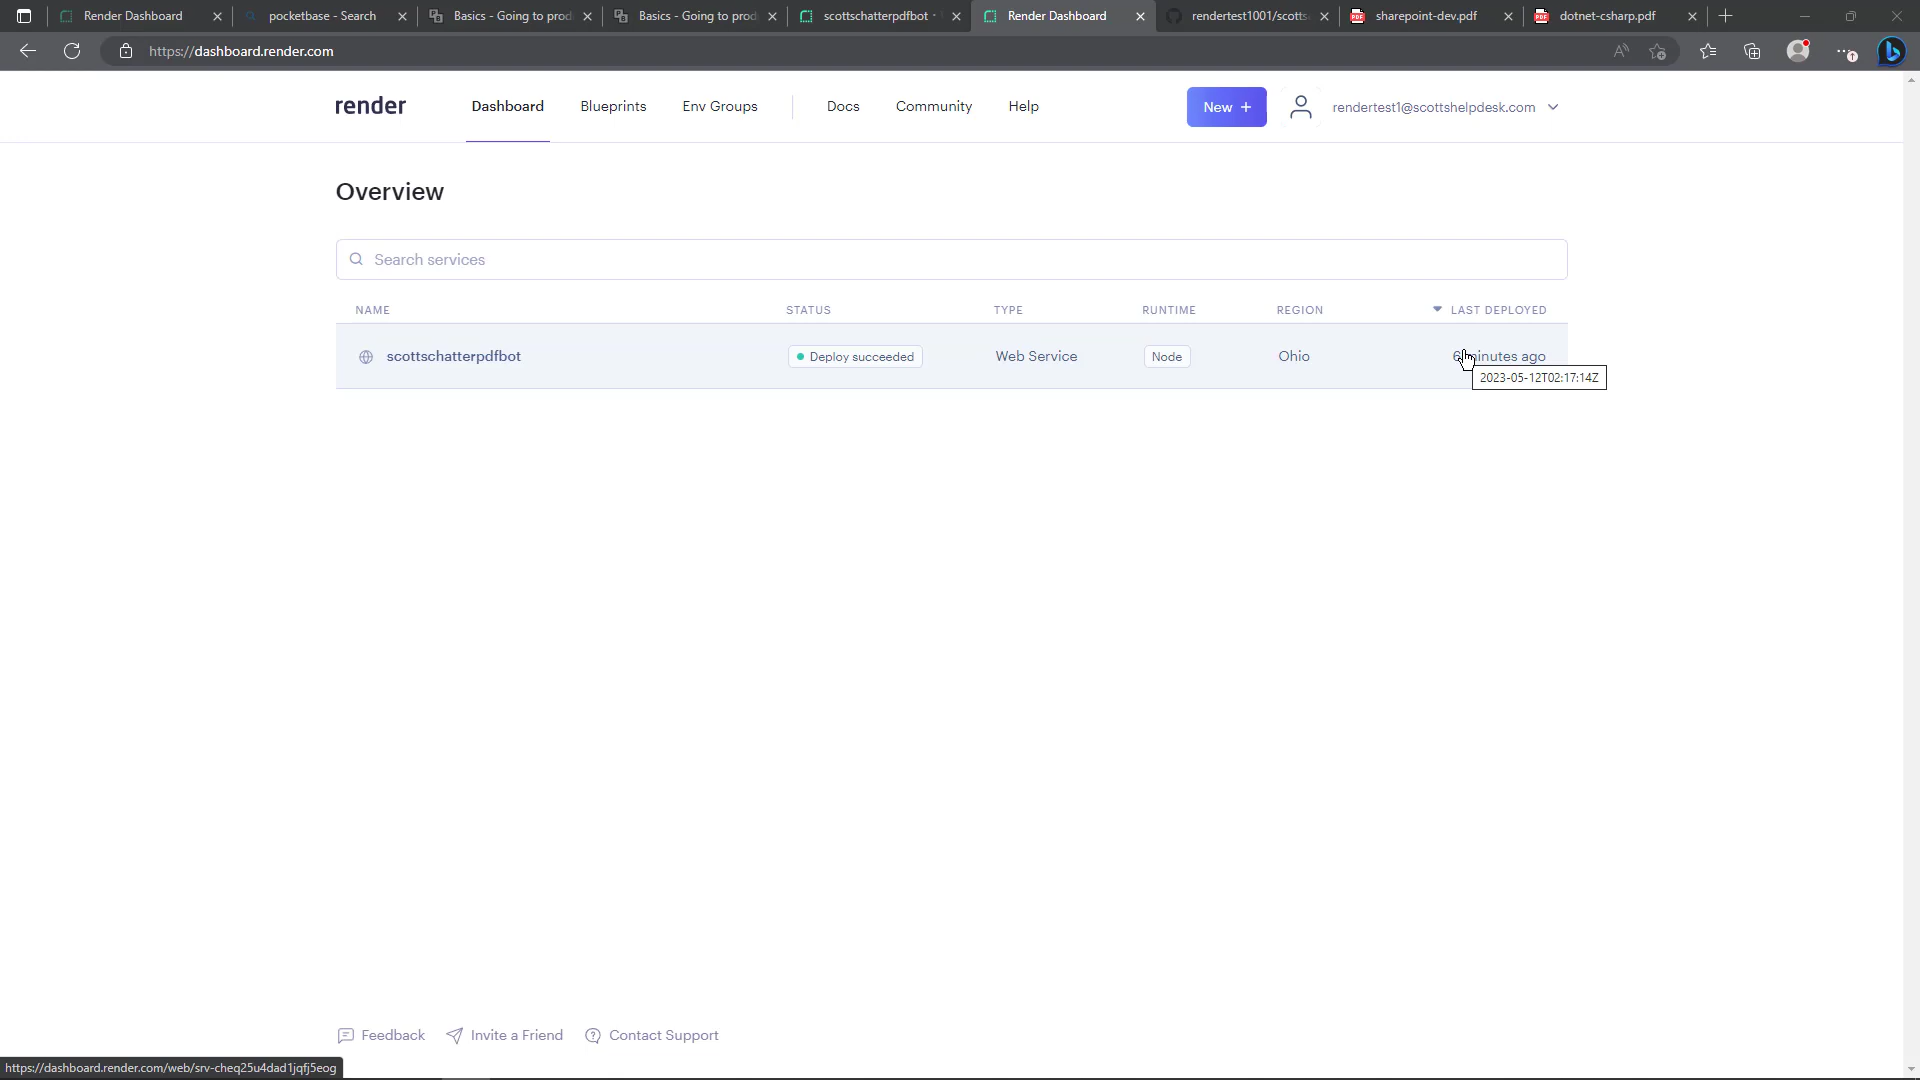 Render Dashboard
pocketbase - Search
Basics - Going to prod
Basics - Going to prod
scottschatterpdfbot ·
Render Dashboard
rendertest1001/scotts
sharepoint-dev.pdf
dotnet-csharp.pdf
https://dashboard.render.com
render
Dashboard
Blueprints
Env Groups
Docs
Community
Help
New +
rendertest1@scottshelpdesk.com
Overview
Search services
NAME STATUS TYPE RUNTIME REGION LAST DEPLOYED
scottschatterpdfbot Deploy succeeded Web Service Node Ohio 6 minutes ago
2023-05-12T02:17:14Z
Feedback Invite a Friend Contact Support
https://dashboard.render.com/web/srv-cheq25u4dad1jqfj5eog